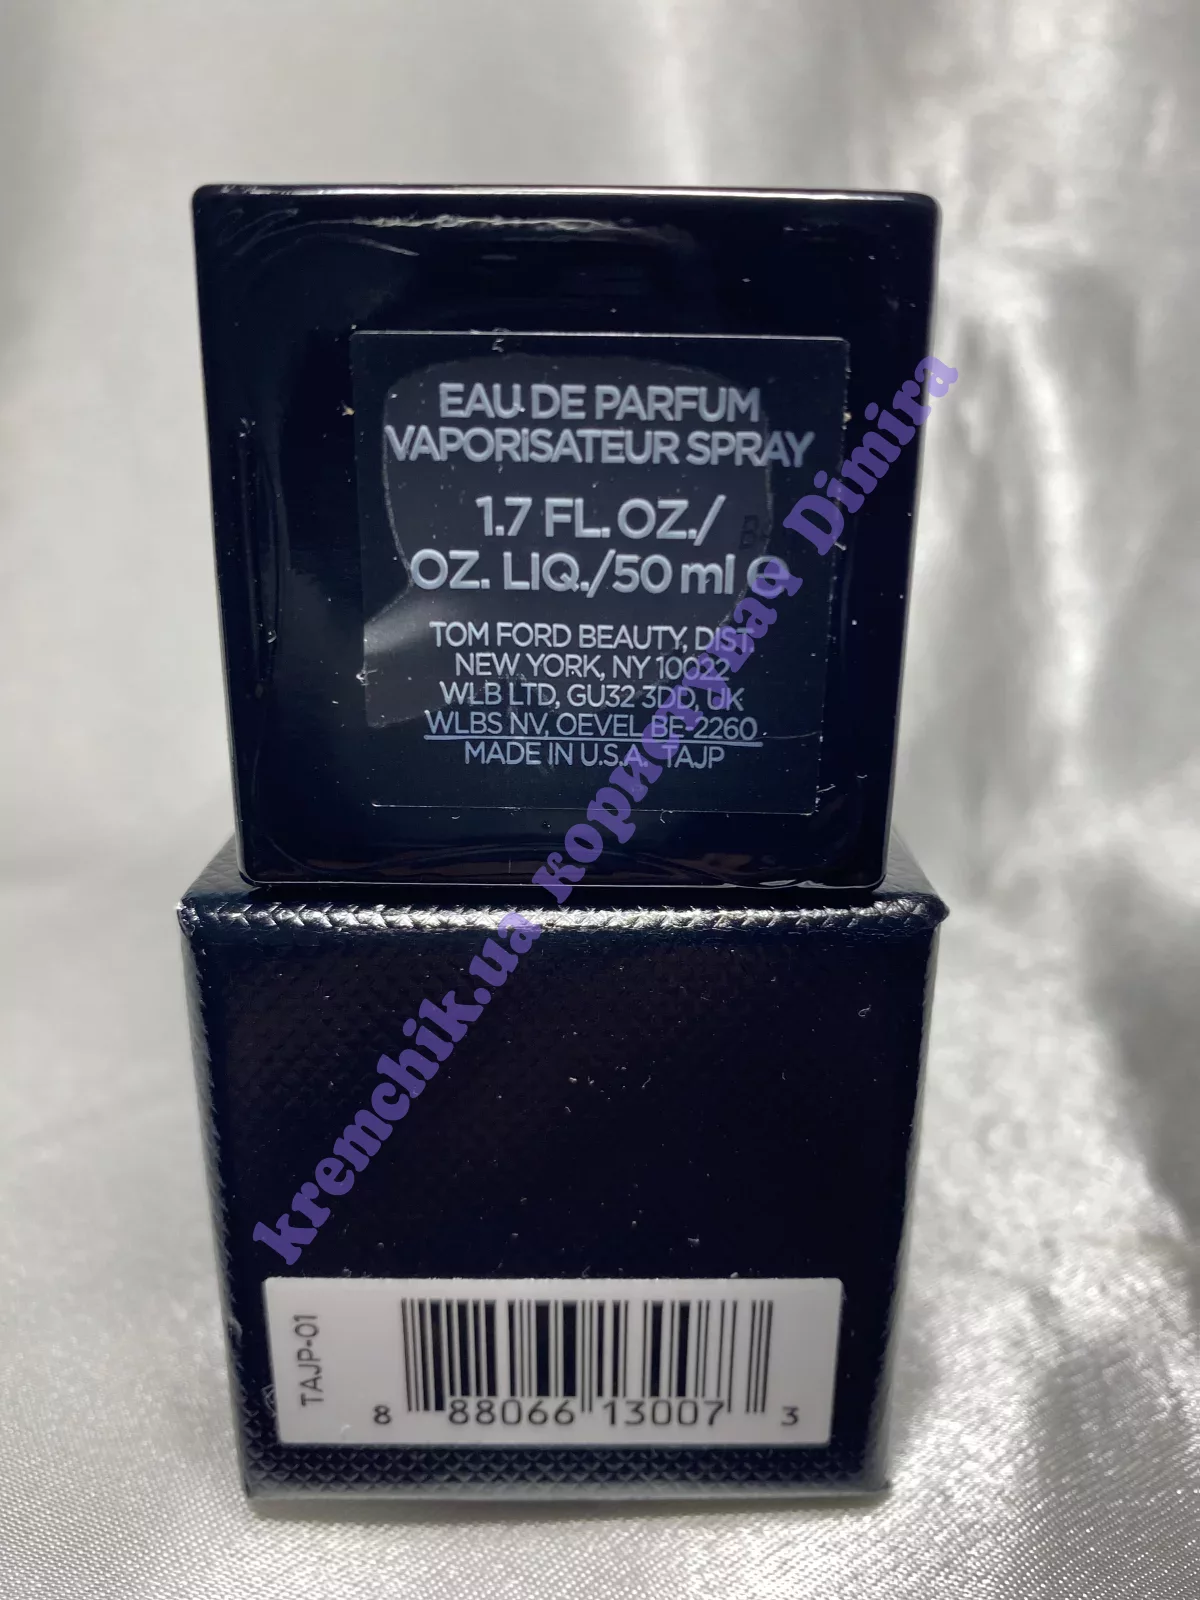 EAU DE PARFUM
VAPORISATEUR SPRAY
1.7 FL. OZ./
OZ. LIQ./50 ml e
TOM FORD BEAUTY, DIST.
NEW YORK, NY 10022
WLB LTD, GU32 3DD, UK
WLBS NV, OEVEL BE-2260
MADE IN U.S.A. TAJP
kremchik.ua користувач Dimira
TAJP-01
8 88066 13007 3